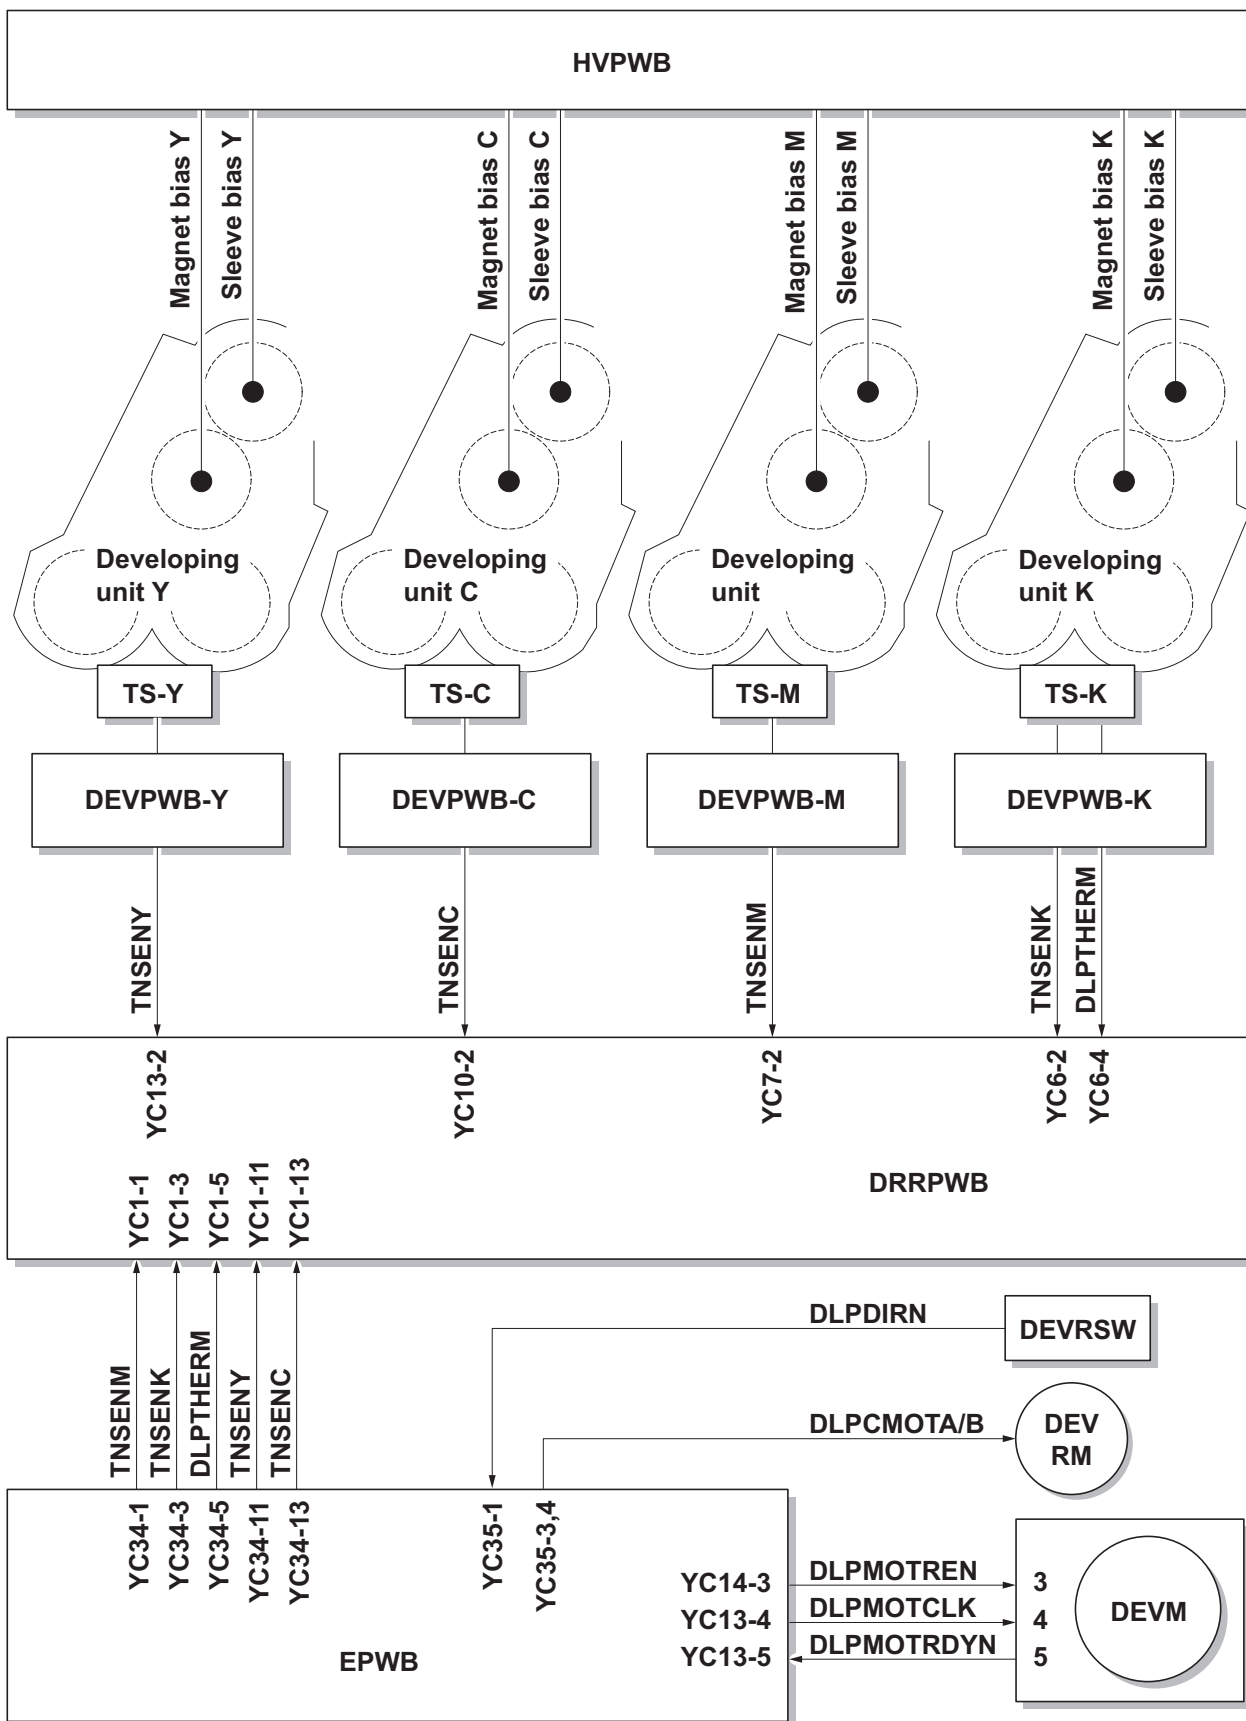 HVPWB
Magnet bias Y
Sleeve bias Y
Magnet bias C
Sleeve bias C
Magnet bias M
Sleeve bias M
Magnet bias K
Sleeve bias K
Developing
unit Y
Developing
unit C
Developing
unit
Developing
unit K
TS-Y
TS-C
TS-M
TS-K
DEVPWB-Y
DEVPWB-C
DEVPWB-M
DEVPWB-K
TNSENY
TNSENC
TNSENM
TNSENK
DLPTHERM
YC13-2
YC10-2
YC7-2
YC6-2
YC6-4
YC1-1
YC1-3
YC1-5
YC1-11
YC1-13
DRRPWB
TNSENM
TNSENK
DLPTHERM
TNSENY
TNSENC
DLPDIRN
DEVRSW
DLPCMOTA/B
DEV
RM
YC34-1
YC34-3
YC34-5
YC34-11
YC34-13
YC35-1
YC35-3,4
YC14-3
DLPMOTREN
3
YC13-4
DLPMOTCLK
4
YC13-5
DLPMOTRDYN
5
DEVM
EPWB